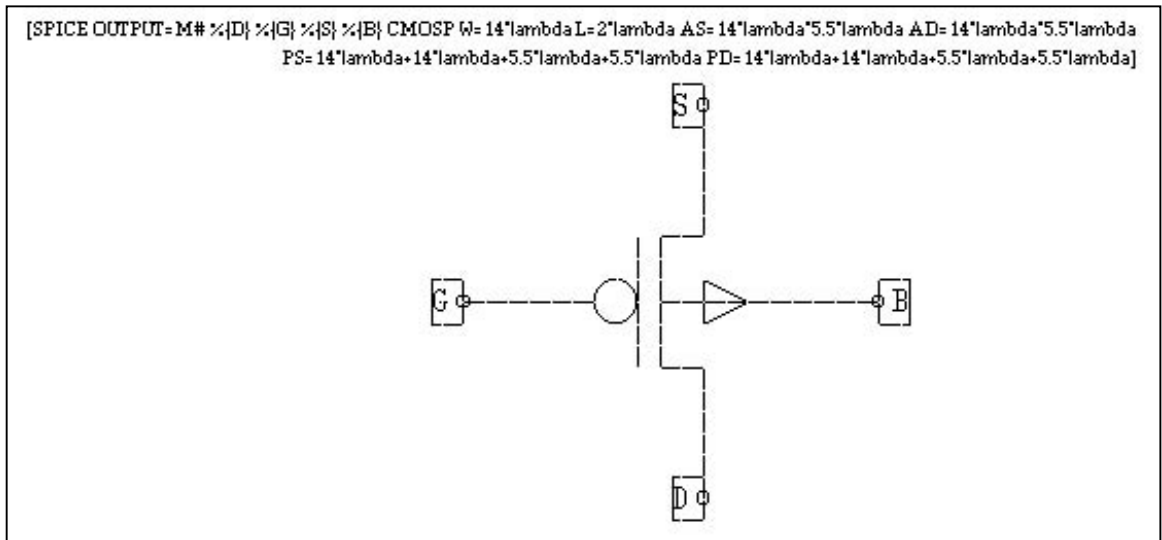 [SPICE OUTPUT= M# %{D} %{G} %{S} %{B} CMOSP W= 14*lambda L=2*lambda AS= 14*lambda*5.5*lambda AD= 14*lambda*5.5*lambda
PS= 14*lambda+14*lambda+5.5*lambda+5.5*lambda PD= 14*lambda+14*lambda+5.5*lambda+5.5*lambda]
S
G
B
D